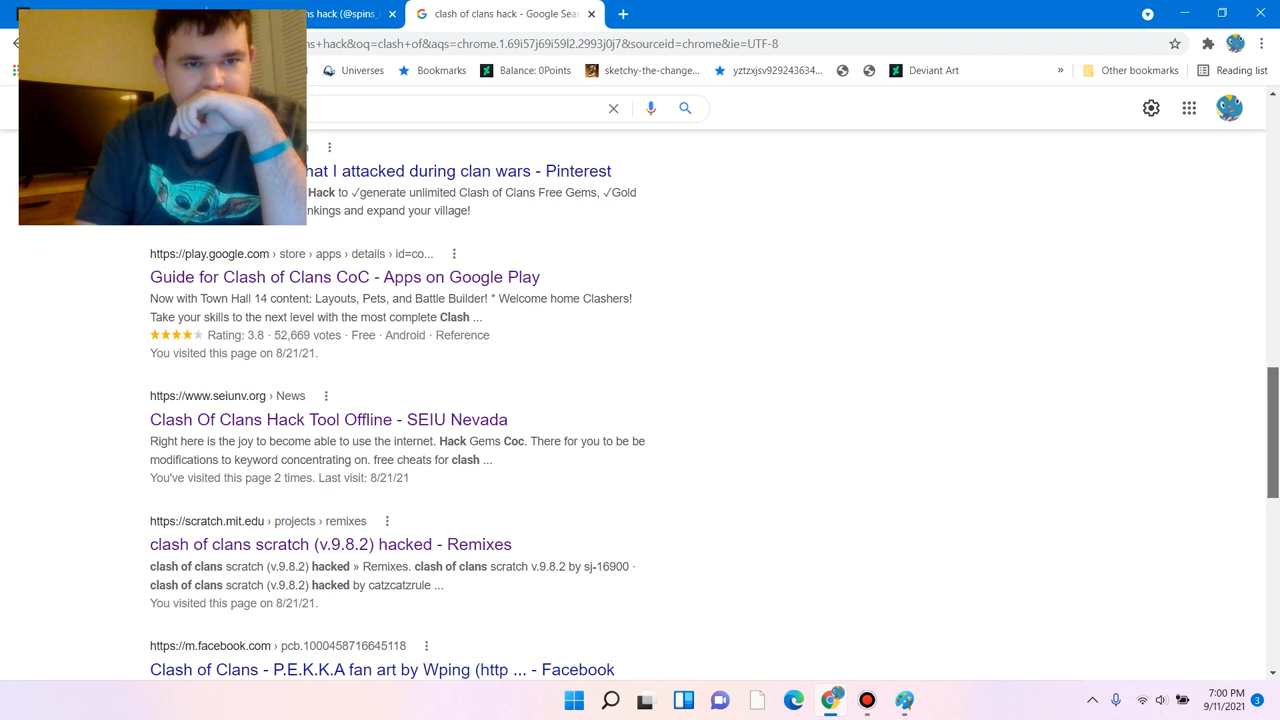 ns hack (@spins_
clash of clans hack - Google Sear
ns+hack&oq=clash+of&aqs=chrome.1.69i57j69i59l2.2993j0j7&sourceid=chrome&ie=UTF-8
Universes
Bookmarks
Balance: 0Points
sketchy-the-change...
yztzxjsv929243634...
Deviant Art
»
Other bookmarks
Reading list
hat I attacked during clan wars - Pinterest
Hack to √generate unlimited Clash of Clans Free Gems, √Gold
nkings and expand your village!
https://play.google.com › store › apps › details › id=co...
Guide for Clash of Clans CoC - Apps on Google Play
Now with Town Hall 14 content: Layouts, Pets, and Battle Builder! * Welcome home Clashers!
Take your skills to the next level with the most complete Clash ...
Rating: 3.8 · 52,669 votes · Free · Android · Reference
You visited this page on 8/21/21.
https://www.seiunv.org › News
Clash Of Clans Hack Tool Offline - SEIU Nevada
Right here is the joy to become able to use the internet. Hack Gems Coc. There for you to be be
modifications to keyword concentrating on. free cheats for clash ...
You've visited this page 2 times. Last visit: 8/21/21
https://scratch.mit.edu › projects › remixes
clash of clans scratch (v.9.8.2) hacked - Remixes
clash of clans scratch (v.9.8.2) hacked » Remixes. clash of clans scratch v.9.8.2 by sj-16900 ·
clash of clans scratch (v.9.8.2) hacked by catzcatzrule ...
You visited this page on 8/21/21.
https://m.facebook.com › pcb.1000458716645118
Clash of Clans - P.E.K.K.A fan art by Wping (http ... - Facebook
7:00 PM
9/11/2021
3